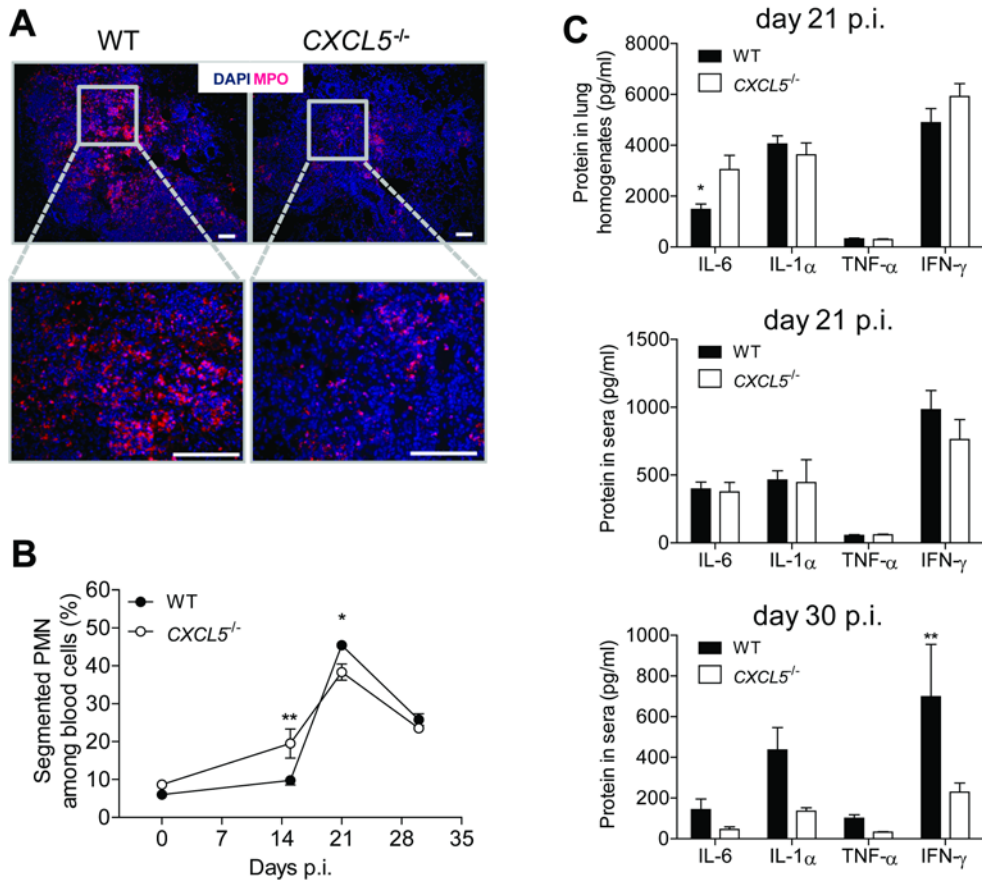 A
WT
CXCL5-/-
DAPI MPO
B
Segmented PMN
among blood cells (%)
60
50
40
30
20
10
0
WT
CXCL5-/-
**
*
0 7 14 21 28 35
Days p.i.
C
day 21 p.i.
Protein in lung
homogenates (pg/ml)
8000
6000
4000
2000
0
WT
CXCL5-/-
*
IL-6 IL-1α TNF-α IFN-γ
day 21 p.i.
Protein in sera (pg/ml)
1500
1000
500
0
WT
CXCL5-/-
IL-6 IL-1α TNF-α IFN-γ
day 30 p.i.
Protein in sera (pg/ml)
1000
800
600
400
200
0
WT
CXCL5-/-
**
IL-6 IL-1α TNF-α IFN-γ